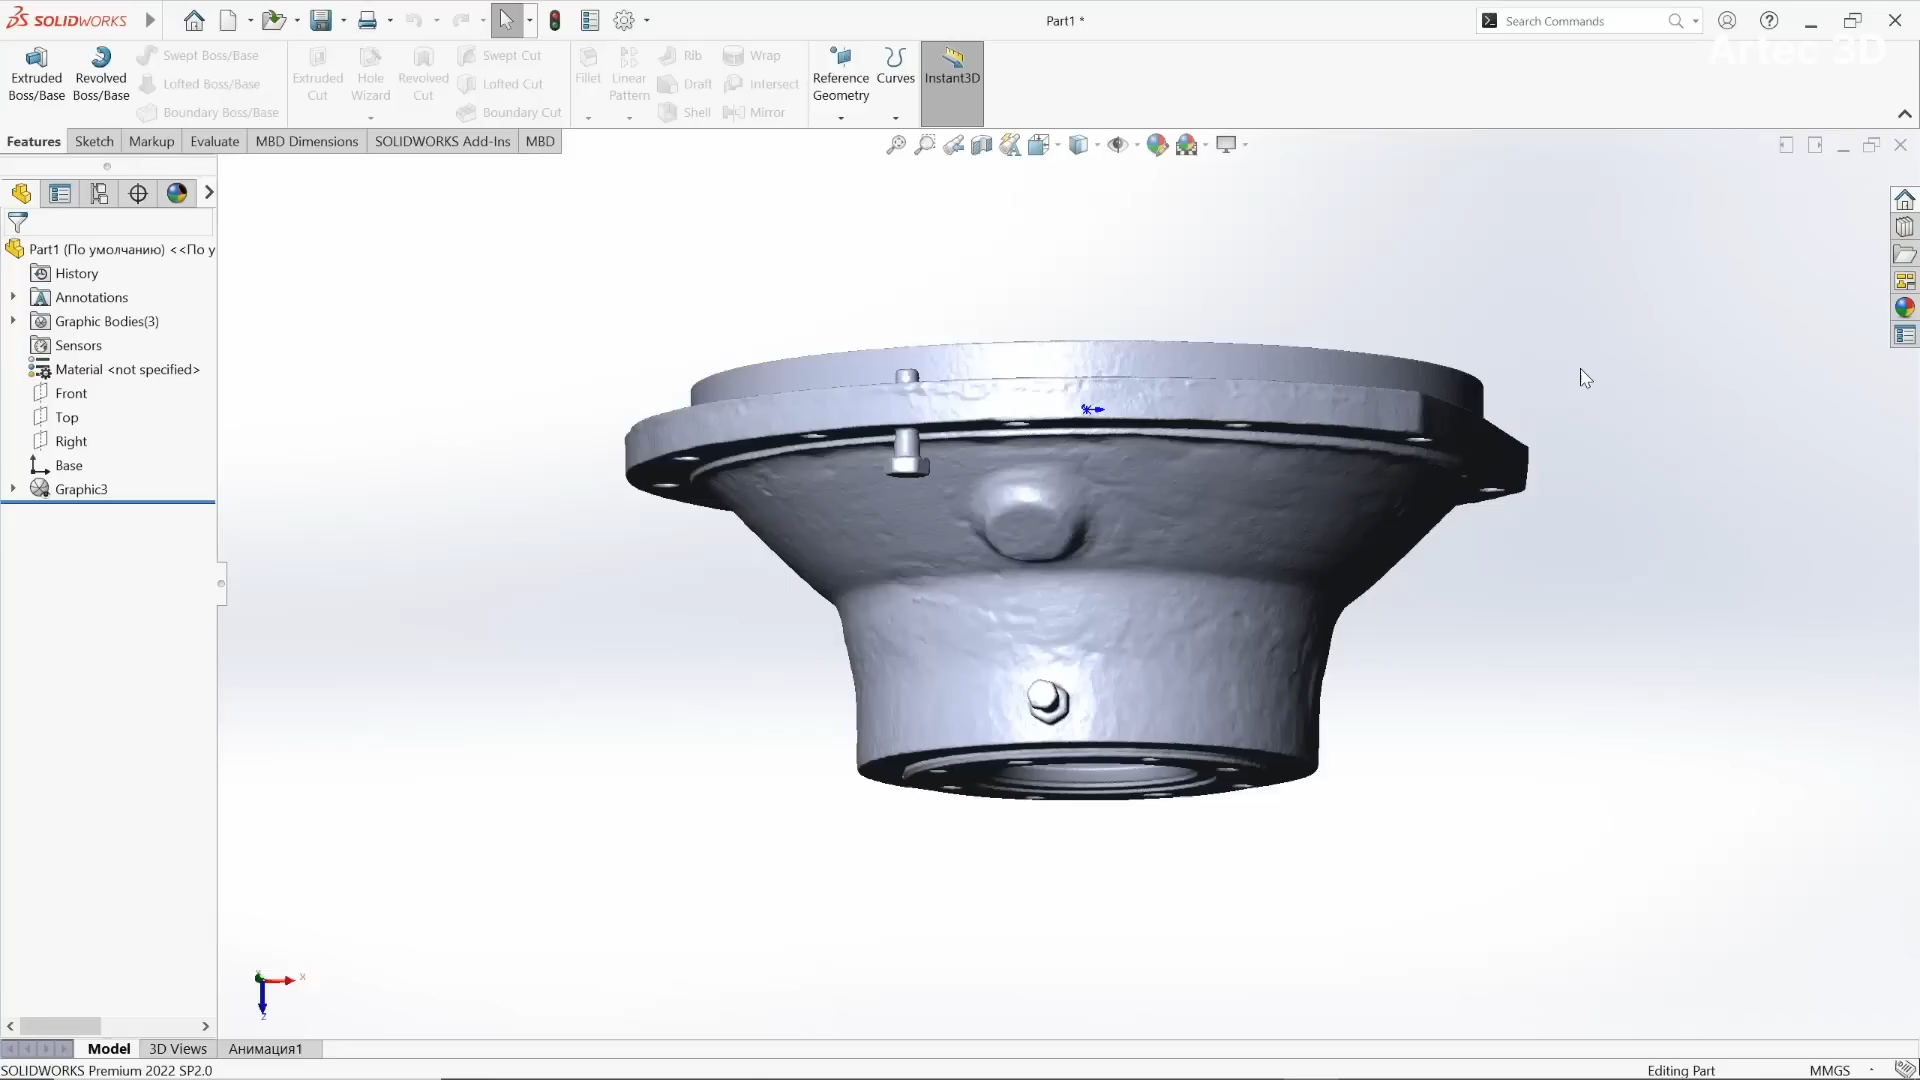 SOLIDWORKS
Part1 *
Search Commands
Artec 3D
Extruded Boss/Base
Revolved Boss/Base
Swept Boss/Base
Lofted Boss/Base
Boundary Boss/Base
Extruded Cut
Hole Wizard
Revolved Cut
Swept Cut
Lofted Cut
Boundary Cut
Fillet
Linear Pattern
Rib
Draft
Shell
Wrap
Intersect
Mirror
Reference Geometry
Curves
Instant3D
Features
Sketch
Markup
Evaluate
MBD Dimensions
SOLIDWORKS Add-Ins
MBD
Part1 (По умолчанию) <<По у
History
Annotations
Graphic Bodies(3)
Sensors
Material <not specified>
Front
Top
Right
Base
Graphic3
X
Z
Model
3D Views
Анимация1
SOLIDWORKS Premium 2022 SP2.0
Editing Part
MMGS